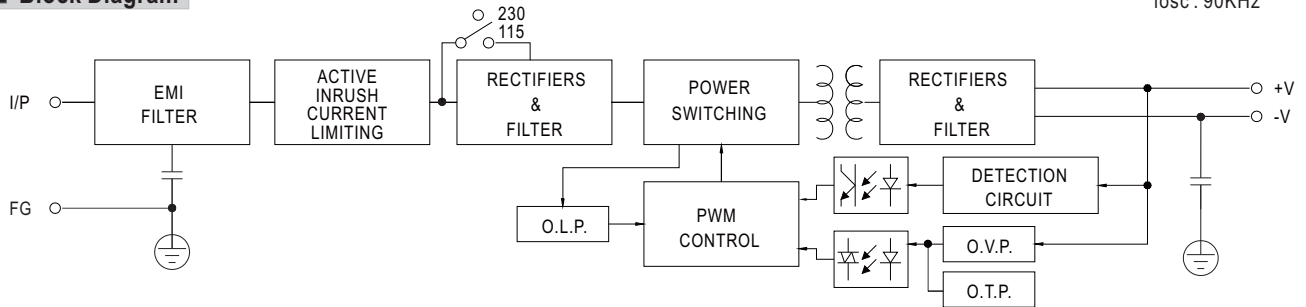 Block Diagram
fosc : 90KHz
230
115
I/P
EMI
FILTER
ACTIVE
INRUSH
CURRENT
LIMITING
RECTIFIERS
&
FILTER
POWER
SWITCHING
RECTIFIERS
&
FILTER
+V
-V
FG
O.L.P.
PWM
CONTROL
DETECTION
CIRCUIT
O.V.P.
O.T.P.